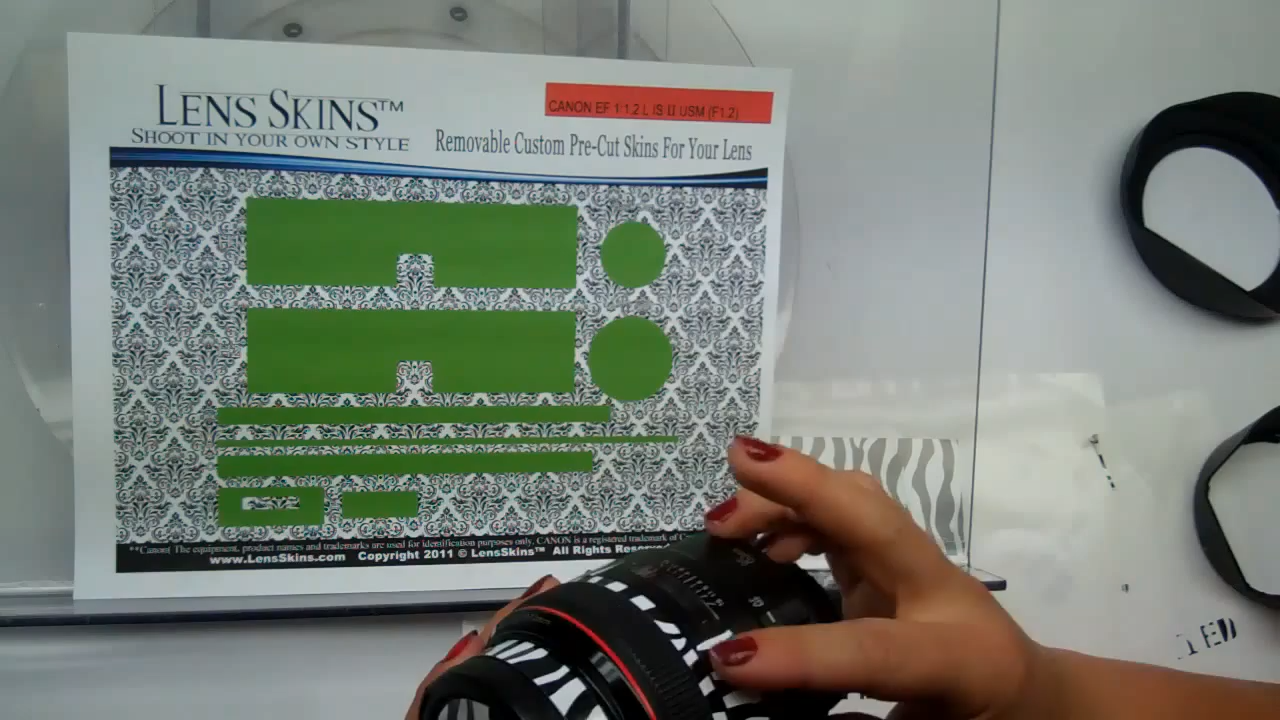 LENS SKINS™
SHOOT IN YOUR OWN STYLE
CANON EF 1:1.2 L IS II USM (F1.2)
Removable Custom Pre-Cut Skins For Your Lens
**Canon( The equipment, product names and trademarks are used for identification purposes only, CANON is a registered trademark of
www.LensSkins.com Copyright 2011 © LensSkins™ All Rights